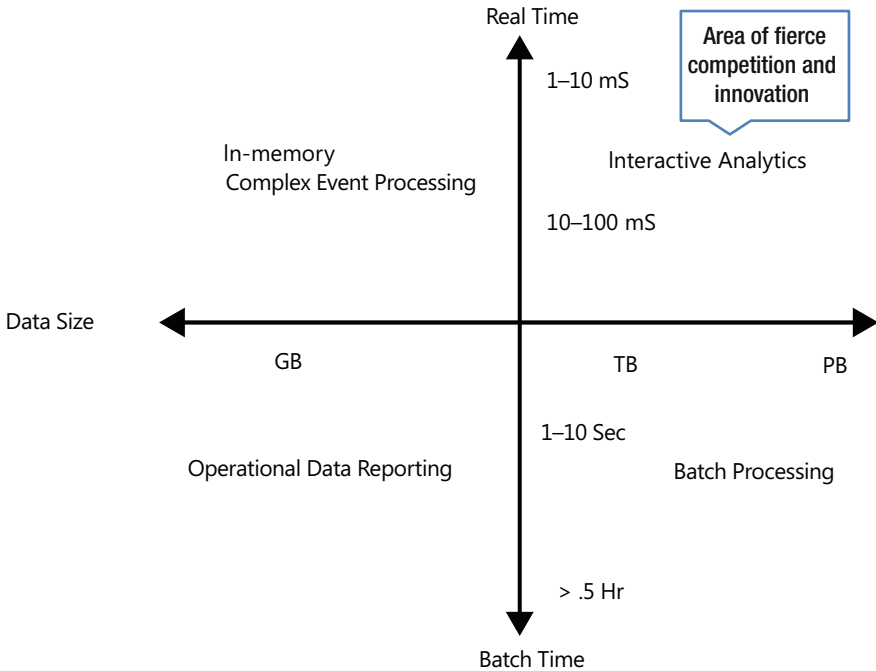 Real Time
Area of fierce
competition and
innovation
1–10 mS
In-memory
Complex Event Processing
Interactive Analytics
10–100 mS
Data Size
GB
TB
PB
1–10 Sec
Operational Data Reporting
Batch Processing
> .5 Hr
Batch Time